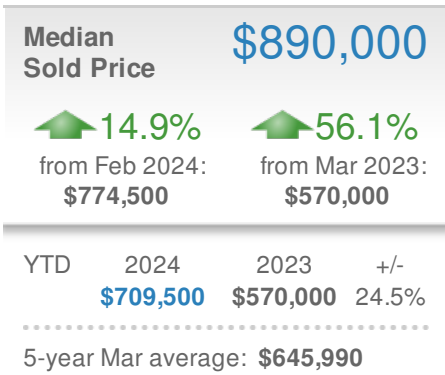 Median
Sold Price
$890,000
14.9% 56.1%
from Feb 2024: from Mar 2023:
$774,500 $570,000
YTD 2024 2023 +/-
$709,500 $570,000 24.5%
5-year Mar average: $645,990